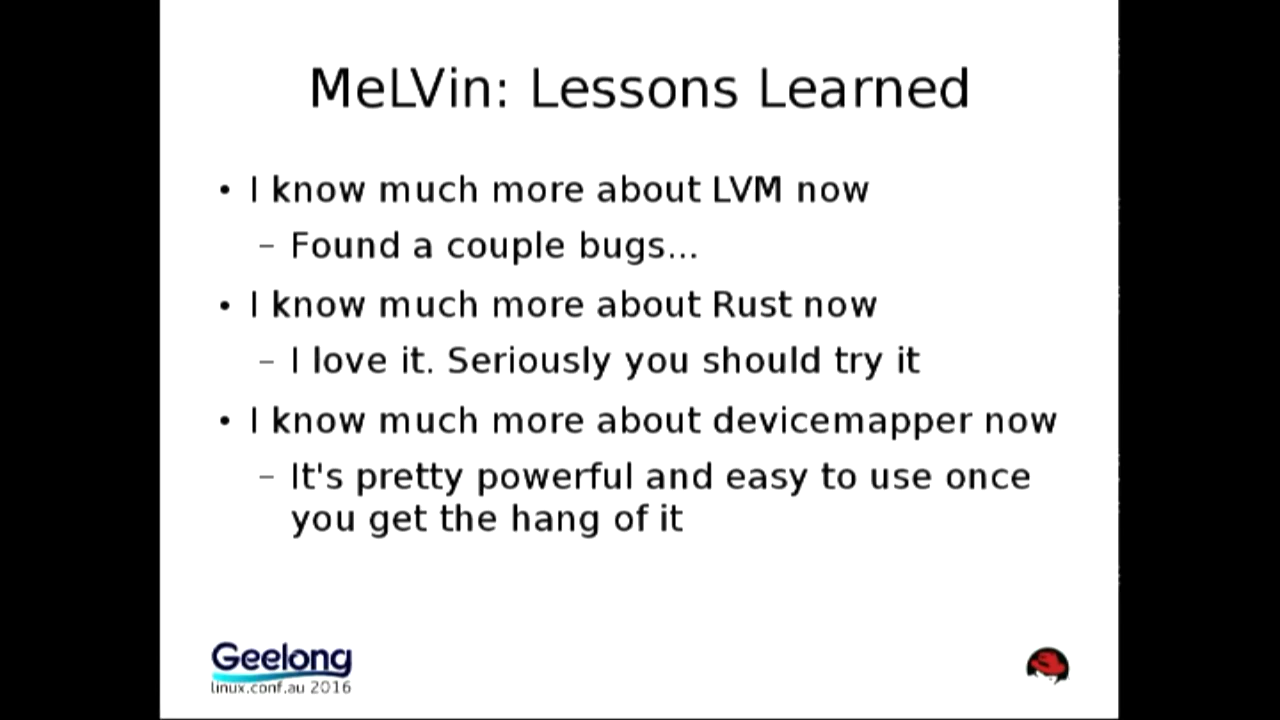 MeLVin: Lessons Learned
• I know much more about LVM now
– Found a couple bugs...
• I know much more about Rust now
– I love it. Seriously you should try it
• I know much more about devicemapper now
– It's pretty powerful and easy to use once
you get the hang of it
Geelong
linux.conf.au 2016